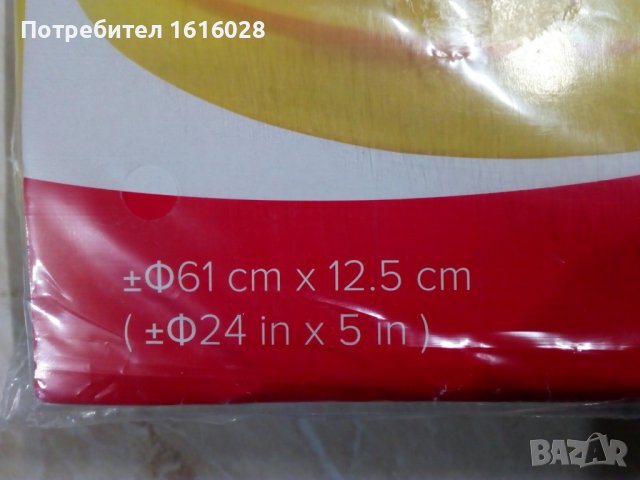 Потребител 1616028
±Φ61 cm x 12.5 cm
( ±Φ24 in x 5 in )
BAZAR